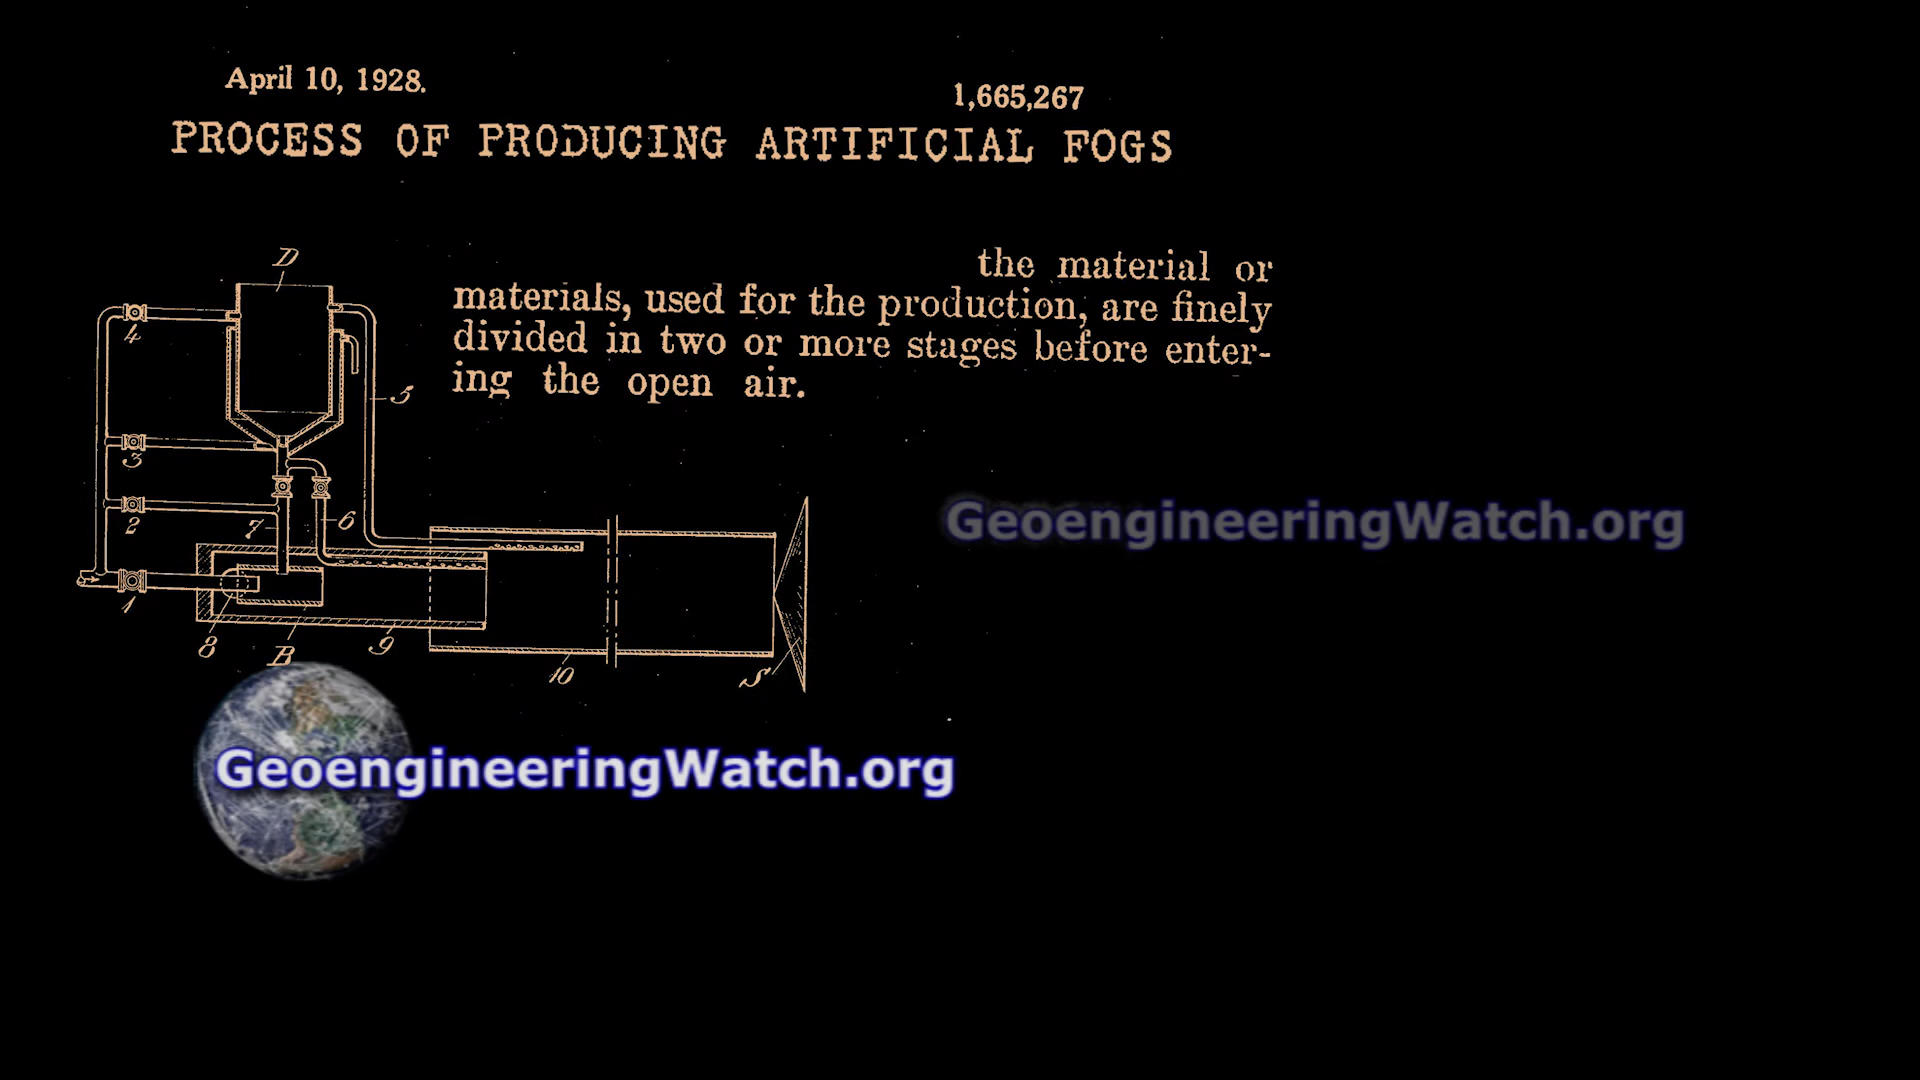 April 10, 1928.
1,665,267
PROCESS OF PRODUCING ARTIFICIAL FOGS
the material or
materials, used for the production, are finely
divided in two or more stages before enter-
ing the open air.
D
4
5
3
2
7
6
1
8
B
9
10
S
GeoengineeringWatch.org
GeoengineeringWatch.org